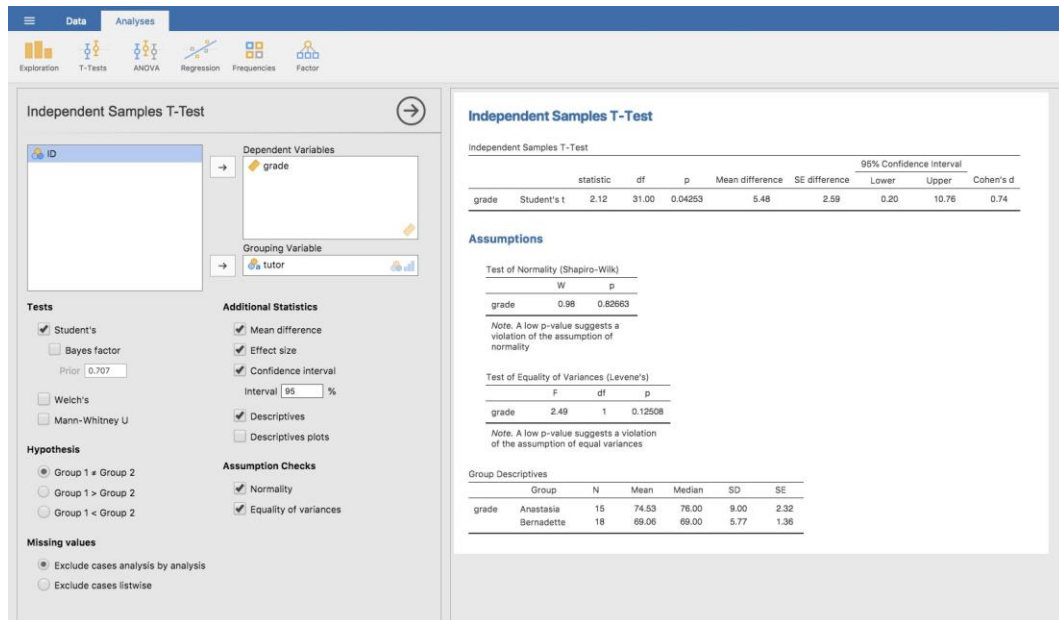 Data Analyses
Exploration T-Tests ANOVA Regression Frequencies Factor
Independent Samples T-Test
ID
Dependent Variables
grade
Grouping Variable
tutor
Tests
Student's
Bayes factor
Prior 0.707
Welch's
Mann-Whitney U
Hypothesis
Group 1 ≠ Group 2
Group 1 > Group 2
Group 1 < Group 2
Missing values
Exclude cases analysis by analysis
Exclude cases listwise
Additional Statistics
Mean difference
Effect size
Confidence interval
Interval 95 %
Descriptives
Descriptives plots
Assumption Checks
Normality
Equality of variances
Independent Samples T-Test
Independent Samples T-Test
95% Confidence Interval
statistic df p Mean difference SE difference Lower Upper Cohen's d
grade Student's t 2.12 31.00 0.04253 5.48 2.59 0.20 10.76 0.74
Assumptions
Test of Normality (Shapiro-Wilk)
W p
grade 0.98 0.82663
Note. A low p-value suggests a
violation of the assumption of
normality
Test of Equality of Variances (Levene's)
F df p
grade 2.49 1 0.12508
Note. A low p-value suggests a violation
of the assumption of equal variances
Group Descriptives
Group N Mean Median SD SE
grade Anastasia 15 74.53 76.00 9.00 2.32
Bernadette 18 69.06 69.00 5.77 1.36